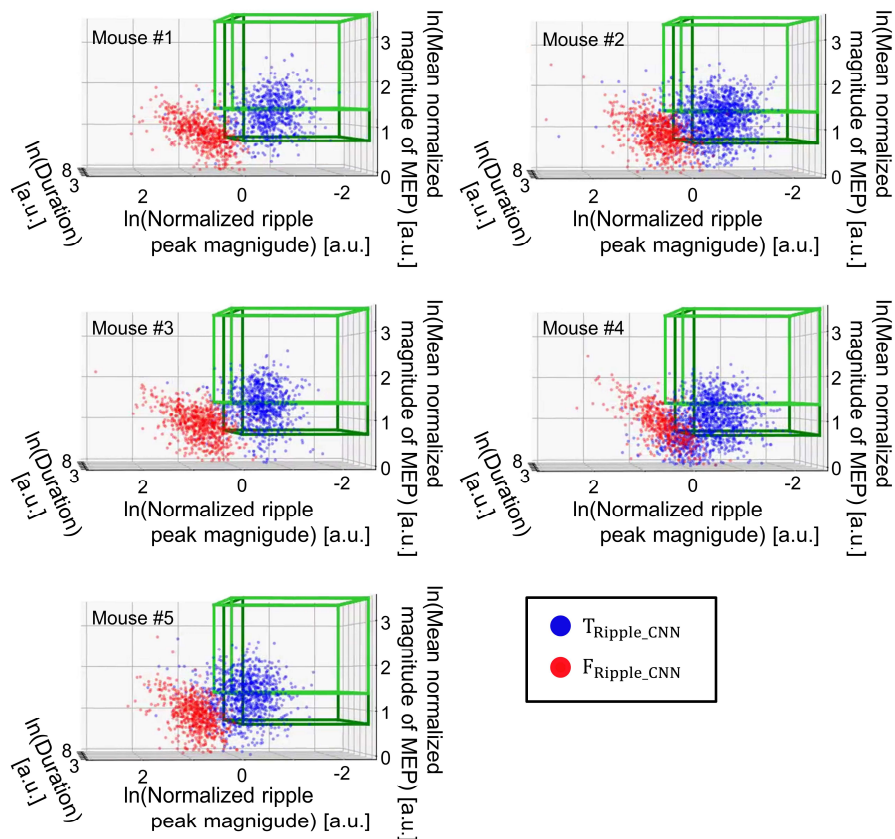 Mouse #1
ln(Mean normalized
magnitude of MEP) [a.u.]
3
2
1
0
ln(Duration)
[a.u.]
8
3
2
0
-2
ln(Normalized ripple
peak magnigude) [a.u.]
Mouse #2
ln(Mean normalized
magnitude of MEP) [a.u.]
3
2
1
0
ln(Duration)
[a.u.]
8
3
2
0
-2
ln(Normalized ripple
peak magnigude) [a.u.]
Mouse #3
ln(Mean normalized
magnitude of MEP) [a.u.]
3
2
1
0
ln(Duration)
[a.u.]
8
3
2
0
-2
ln(Normalized ripple
peak magnigude) [a.u.]
Mouse #4
ln(Mean normalized
magnitude of MEP) [a.u.]
3
2
1
0
ln(Duration)
[a.u.]
8
3
2
0
-2
ln(Normalized ripple
peak magnigude) [a.u.]
Mouse #5
ln(Mean normalized
magnitude of MEP) [a.u.]
3
2
1
0
ln(Duration)
[a.u.]
8
3
2
0
-2
ln(Normalized ripple
peak magnigude) [a.u.]
T_Ripple_CNN
F_Ripple_CNN